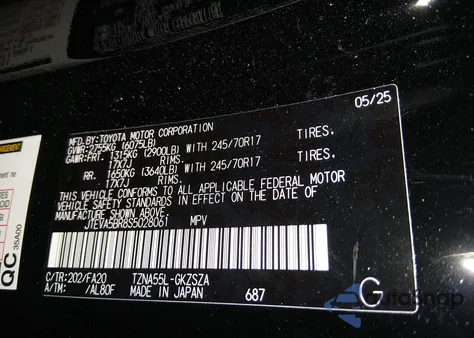 05/25
MFD.BY:TOYOTA MOTOR CORPORATION
GVWR:2755KG (6075LB)
GAWR:FRT. 1315KG (2900LB) WITH 245/70R17 TIRES,
17X7J RIMS.
RR. 1650KG (3640LB) WITH 245/70R17 TIRES,
17X7J RIMS.
THIS VEHICLE CONFORMS TO ALL APPLICABLE FEDERAL MOTOR
VEHICLE SAFETY STANDARDS IN EFFECT ON THE DATE OF
MANUFACTURE SHOWN ABOVE.
JTEVA5BR8S5028061 MPV
C/TR:202/FA20 TZNA55L-GKZSZA
A/TM: /AL80F MADE IN JAPAN 687
G
QC
35A00
AutoSnap